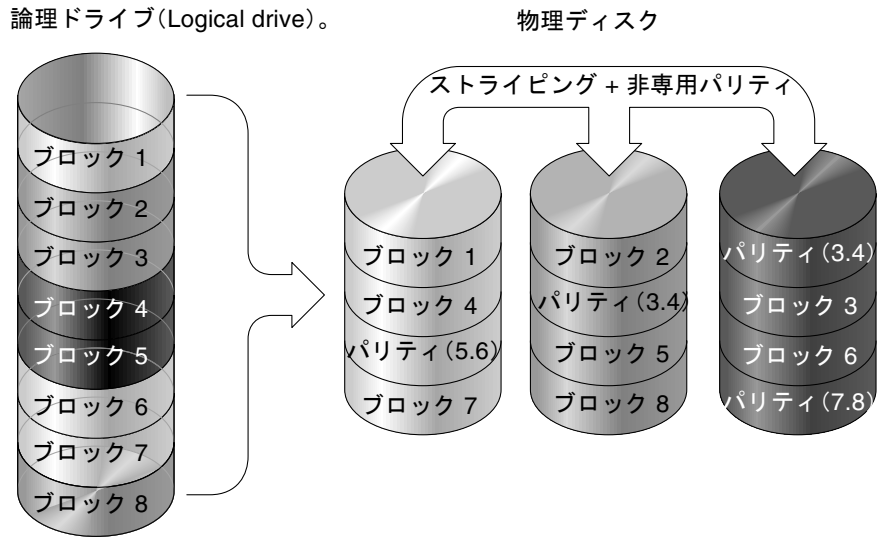 論理ドライブ(Logical drive)。
物理ディスク
ストライピング + 非専用パリティ
ブロック 1
ブロック 2
ブロック 3
ブロック 4
ブロック 5
ブロック 6
ブロック 7
ブロック 8
ブロック 1
ブロック 4
パリティ(5.6)
ブロック 7
ブロック 2
パリティ(3.4)
ブロック 5
ブロック 8
パリティ(3.4)
ブロック 3
ブロック 6
パリティ(7.8)